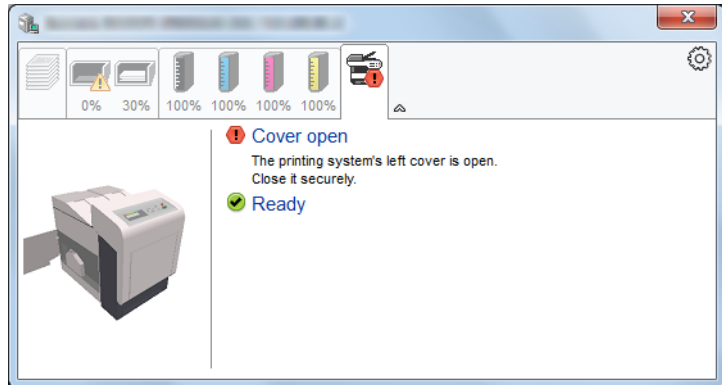 0% 30% 100% 100% 100% 100%
Cover open
The printing system's left cover is open.
Close it securely.
Ready